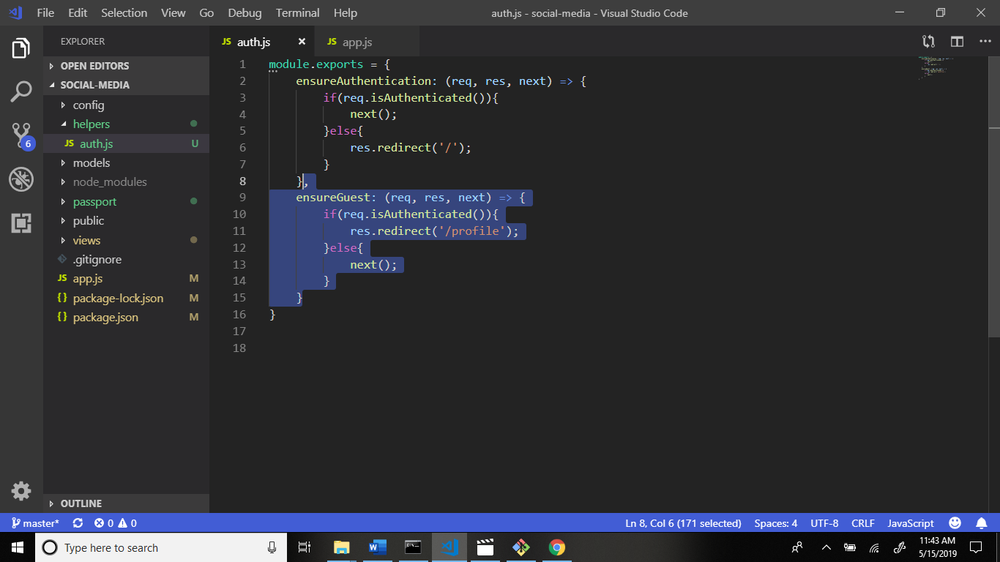 File Edit Selection View Go Debug Terminal Help
auth.js - social-media - Visual Studio Code
EXPLORER
OPEN EDITORS
SOCIAL-MEDIA
config
helpers
JS auth.js U
models
node_modules
passport
public
views
.gitignore
JS app.js M
{} package-lock.json M
{} package.json M
OUTLINE
6
JS auth.js × JS app.js
1 module.exports = {
2     ensureAuthentication: (req, res, next) => {
3         if(req.isAuthenticated()){
4             next();
5         }else{
6             res.redirect('/');
7         }
8     },
9     ensureGuest: (req, res, next) => {
10         if(req.isAuthenticated()){
11             res.redirect('/profile');
12         }else{
13             next();
14         }
15     }
16 }
17
18
master* 0 0 Ln 8, Col 6 (171 selected) Spaces: 4 UTF-8 CRLF JavaScript
Type here to search
11:43 AM
5/15/2019